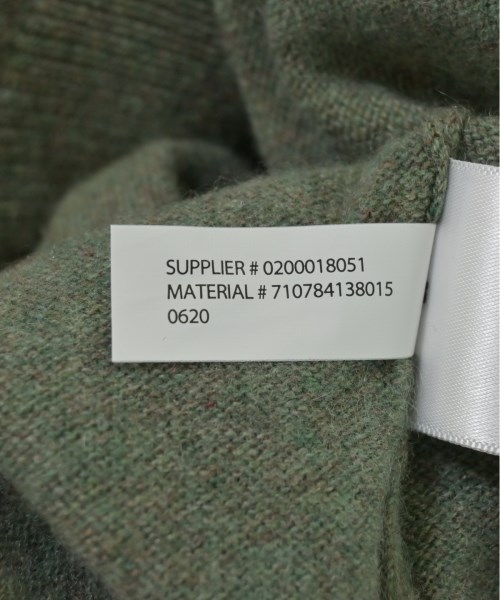 SUPPLIER # 0200018051
MATERIAL # 710784138015
0620